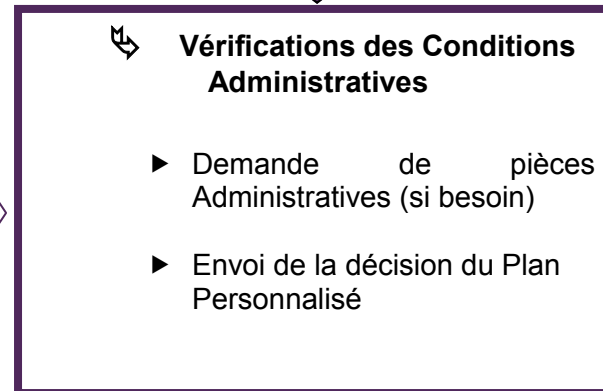 Vérifications des Conditions
Administratives
Demande de pièces
Administratives (si besoin)
Envoi de la décision du Plan
Personnalisé